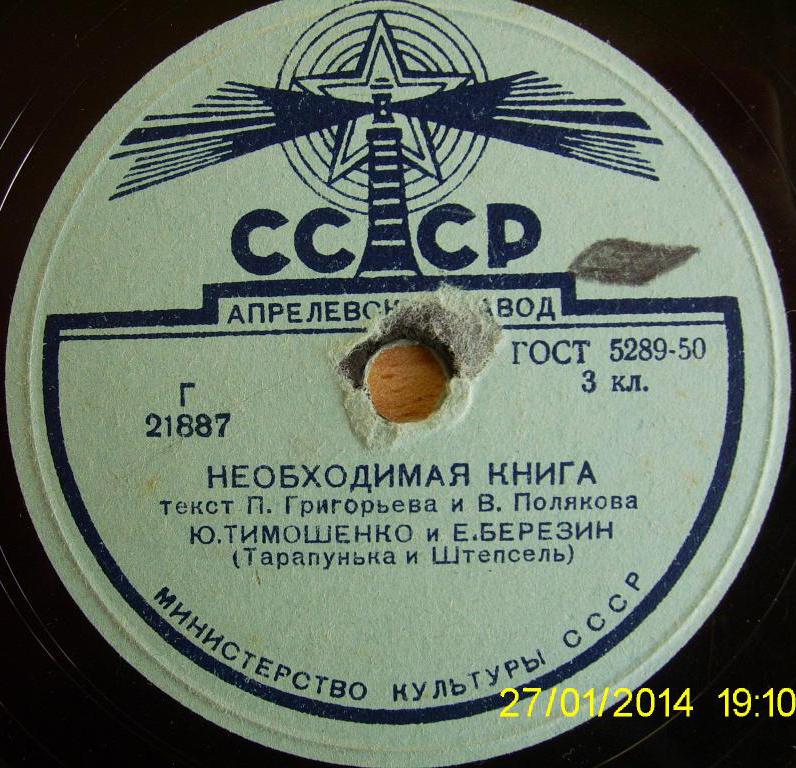 СССР
АПРЕЛЕВСК ЗАВОД
ГОСТ 5289-50
3 кл.
Г
21887
НЕОБХОДИМАЯ КНИГА
текст П. Григорьева и В. Полякова
Ю.ТИМОШЕНКО и Е.БЕРЕЗИН
(Тарапунька и Штепсель)
МИНИСТЕРСТВО КУЛЬТУРЫ СССР
27/01/2014 19:10